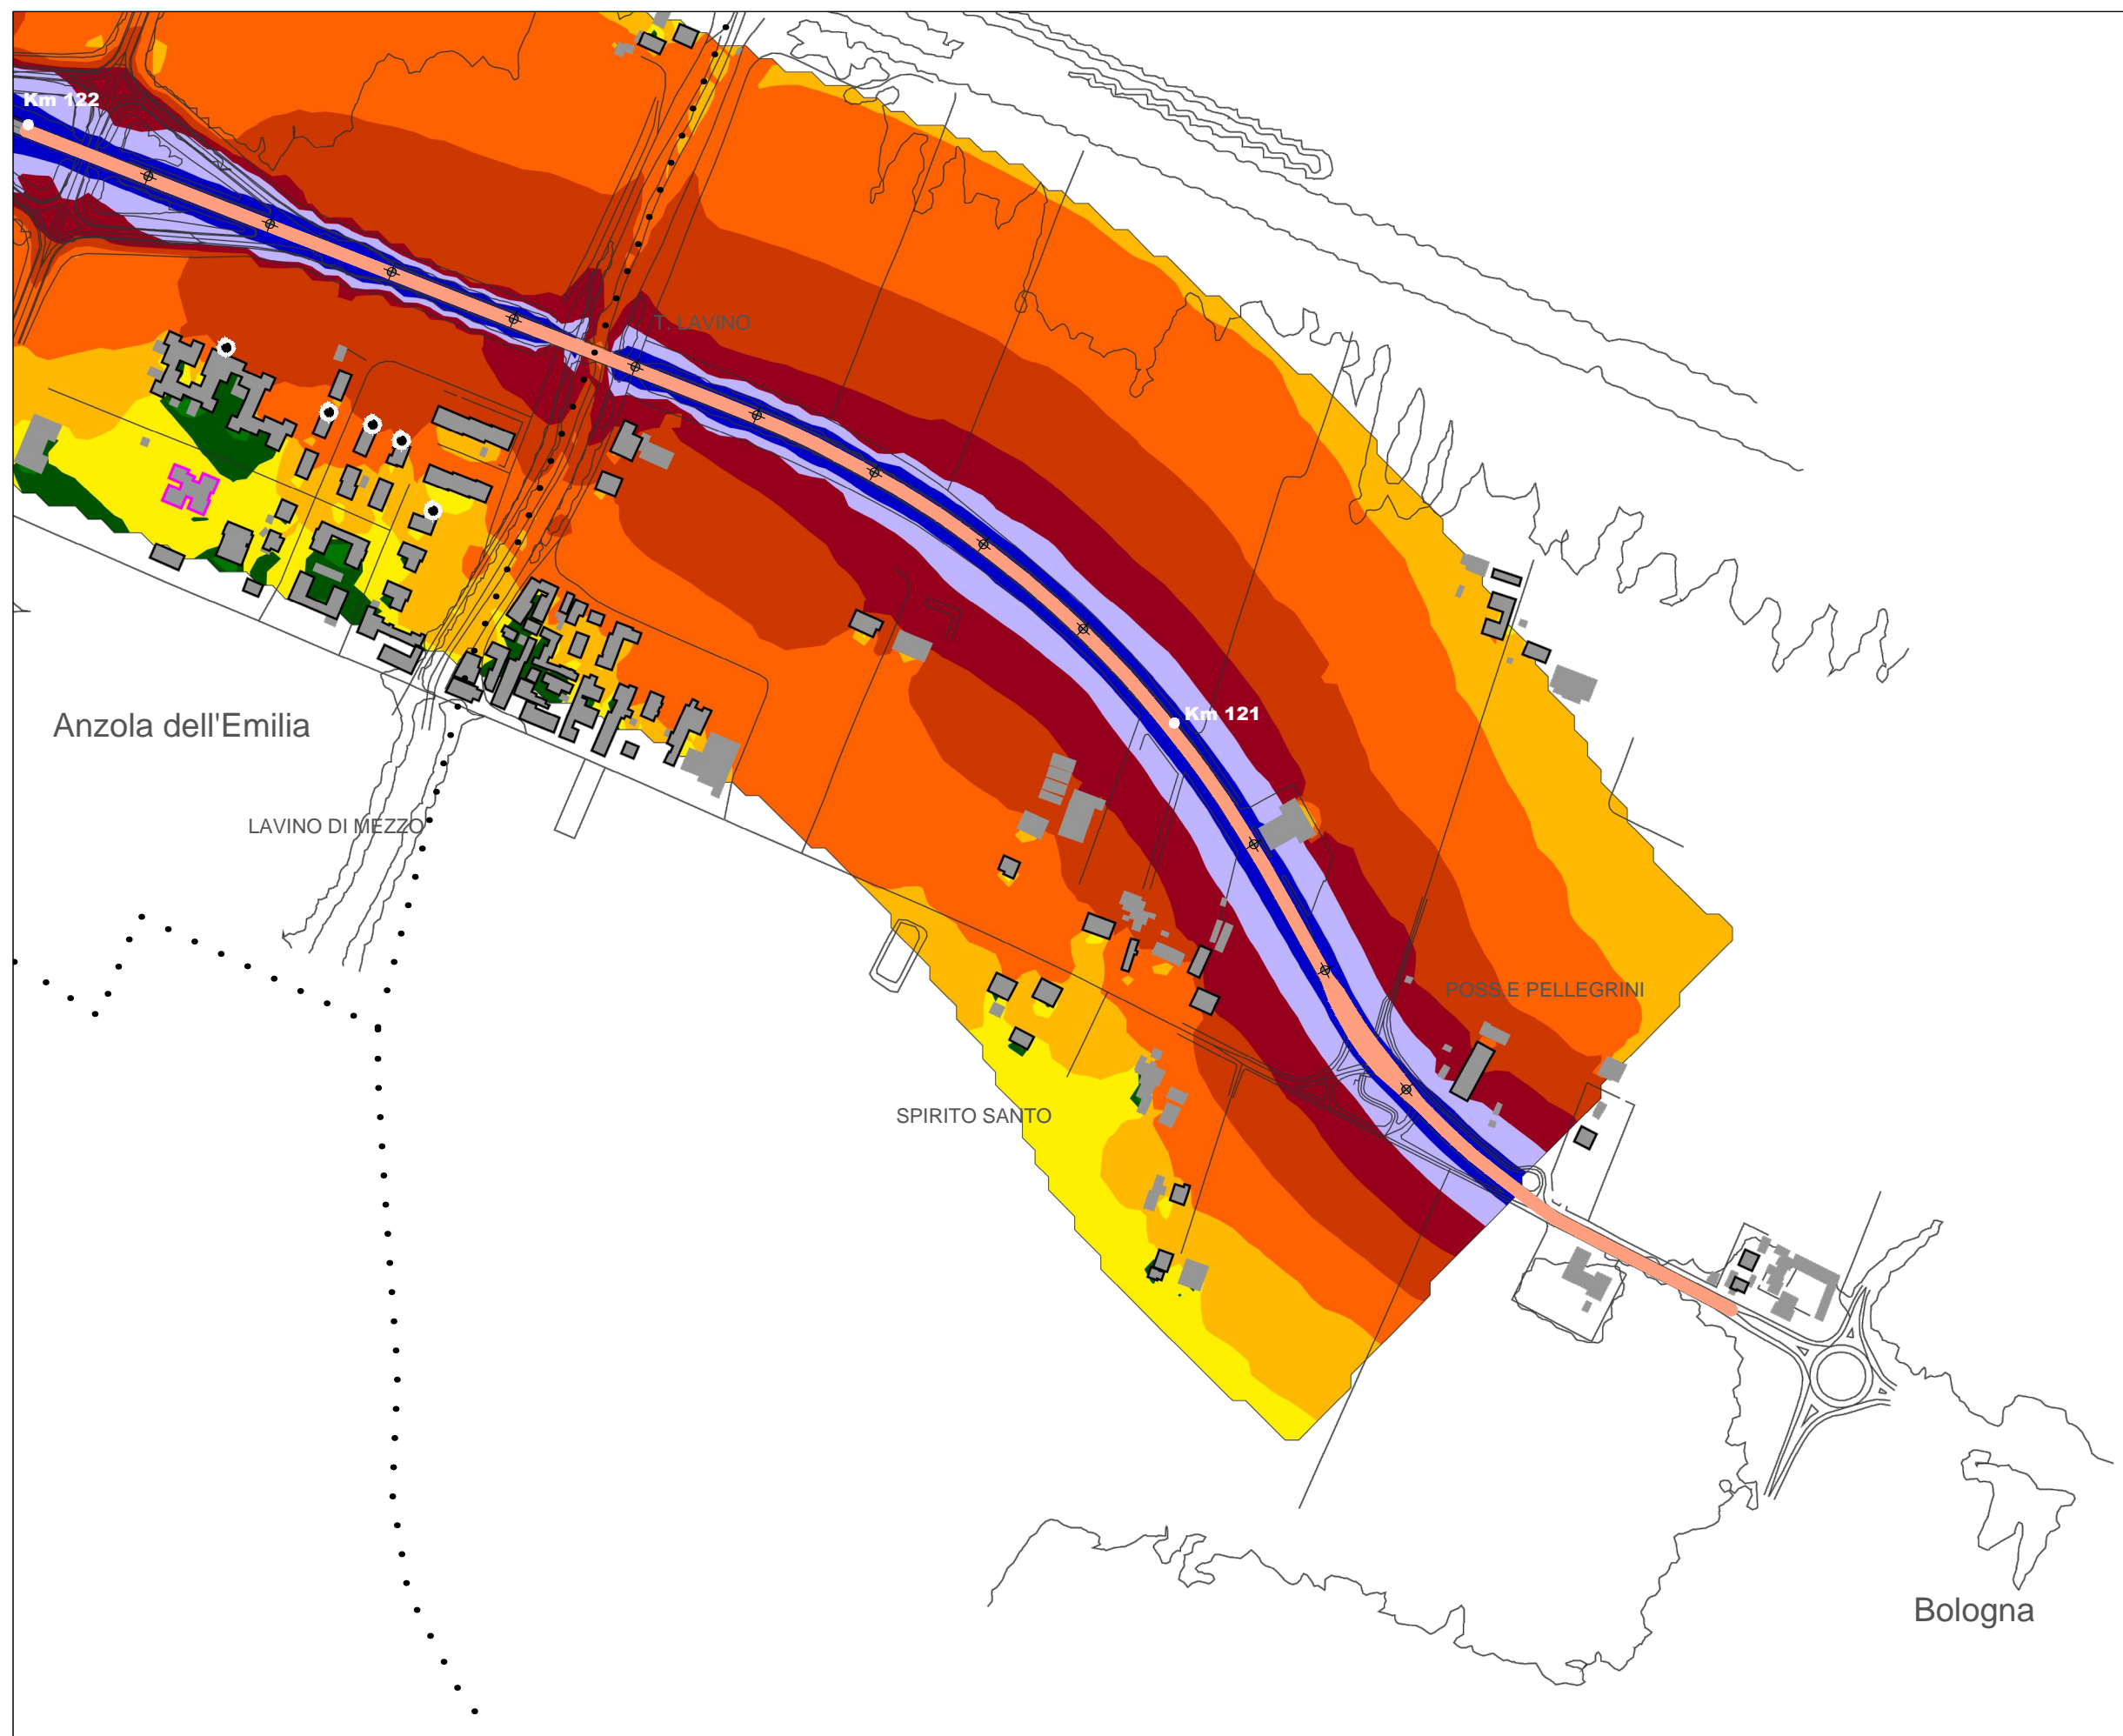 Km 122
T. LAVINO
Km 121
Anzola dell'Emilia
LAVINO DI MEZZO
POSS.E PELLEGRINI
SPIRITO SANTO
Bologna